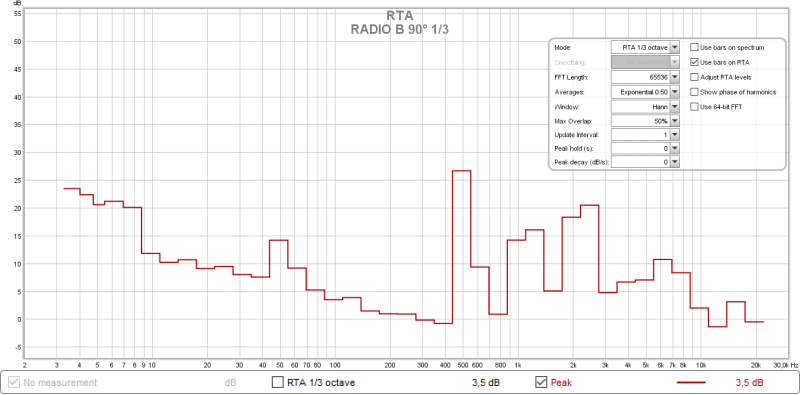 dB
RTA
RADIO B 90° 1/3
Mode: RTA 1/3 octave Use bars on spectrum
Smoothing: Use bars on RTA
FFT Length: 65536 Adjust RTA levels
Averages: Exponential 0,50 Show phase of harmonics
Window: Hann Use 64-bit FFT
Max Overlap: 50%
Update Interval: 1
Peak hold (s): 0
Peak decay (dB/s): 0
55
50
45
40
35
30
25
20
15
10
5
0
-5
2 3 4 5 6 7 8 9 10 20 30 40 50 60 70 80 100 200 300 400 500 600 800 1k 2k 3k 4k 5k 6k 7k 8k 10k 20k 30,0k Hz
No measurement dB RTA 1/3 octave 3,5 dB Peak 3,5 dB